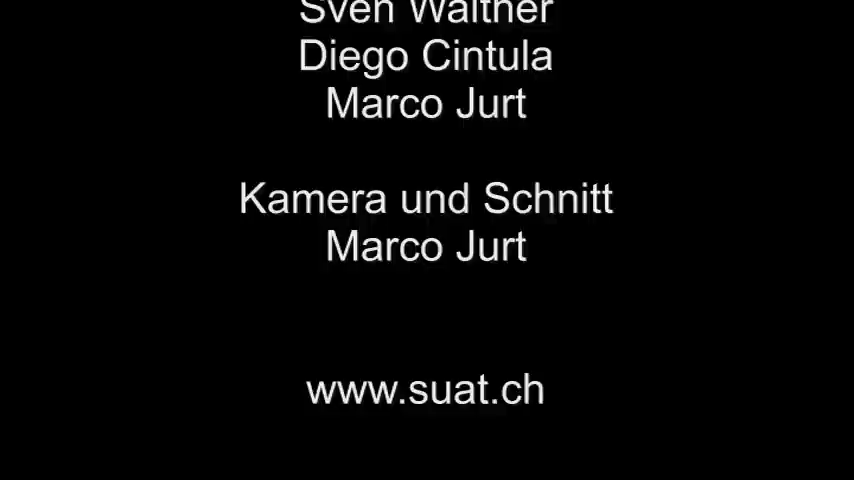 Sven Walther
Diego Cintula
Marco Jurt
Kamera und Schnitt
Marco Jurt
www.suat.ch